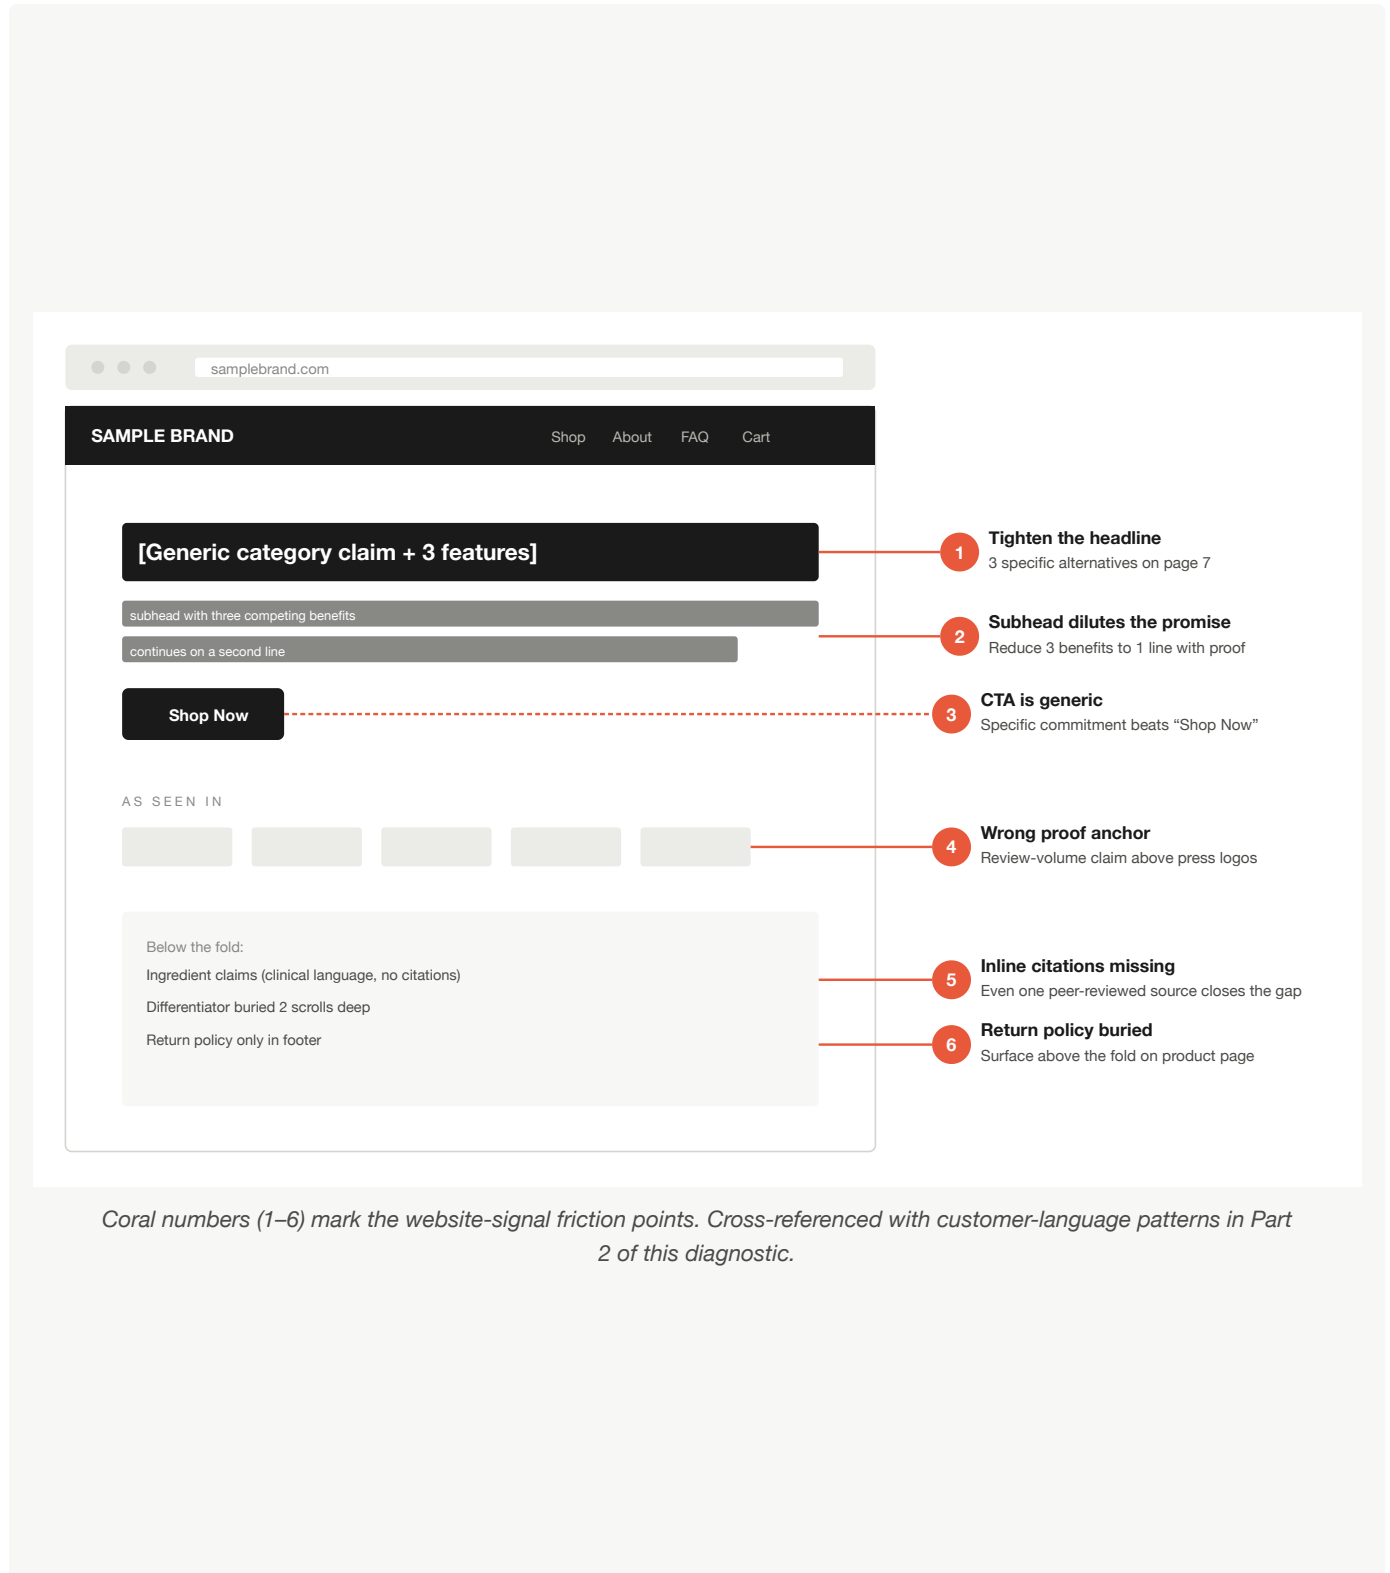 samplebrand.com
SAMPLE BRAND
Shop
About
FAQ
Cart
[Generic category claim + 3 features]
1
Tighten the headline
3 specific alternatives on page 7
subhead with three competing benefits
continues on a second line
2
Subhead dilutes the promise
Reduce 3 benefits to 1 line with proof
Shop Now
3
CTA is generic
Specific commitment beats “Shop Now”
AS SEEN IN
4
Wrong proof anchor
Review-volume claim above press logos
Below the fold:
Ingredient claims (clinical language, no citations)
Differentiator buried 2 scrolls deep
Return policy only in footer
5
Inline citations missing
Even one peer-reviewed source closes the gap
6
Return policy buried
Surface above the fold on product page
Coral numbers (1–6) mark the website-signal friction points. Cross-referenced with customer-language patterns in Part
2 of this diagnostic.